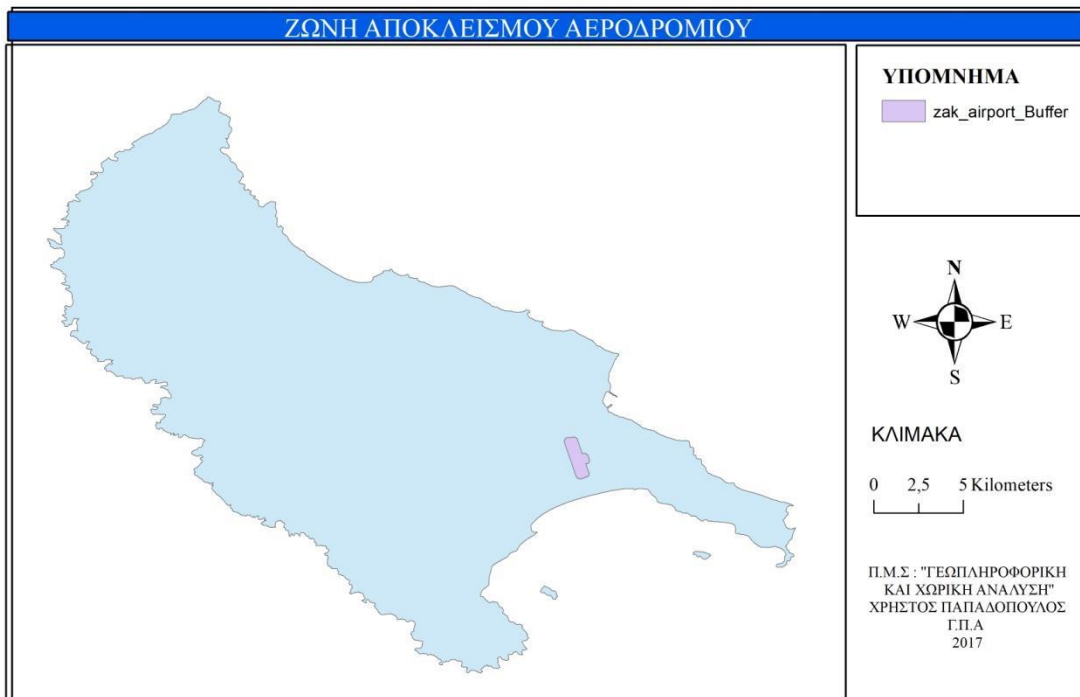 ΖΩΝΗ ΑΠΟΚΛΕΙΣΜΟΥ ΑΕΡΟΔΡΟΜΙΟΥ
ΥΠΟΜΝΗΜΑ
zak_airport_Buffer
N
W E
S
ΚΛΙΜΑΚΑ
0 2,5 5 Kilometers
Π.Μ.Σ : "ΓΕΩΠΛΗΡΟΦΟΡΙΚΗ
ΚΑΙ ΧΩΡΙΚΗ ΑΝΑΛΥΣΗ"
ΧΡΗΣΤΟΣ ΠΑΠΑΔΟΠΟΥΛΟΣ
Γ.Π.Α
2017